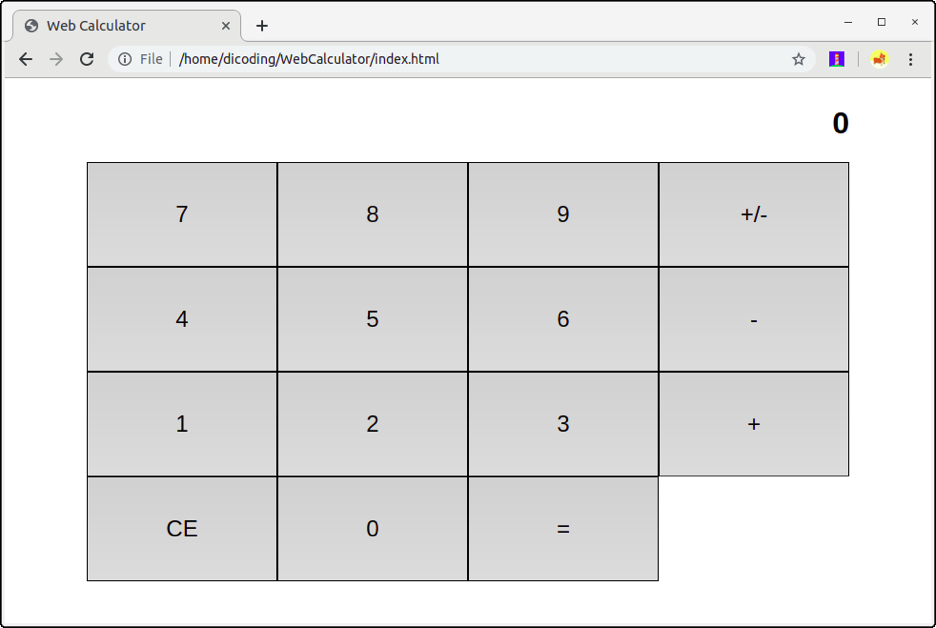 Web Calculator
File /home/dicoding/WebCalculator/index.html
0
7 8 9 +/-
4 5 6 -
1 2 3 +
CE 0 =